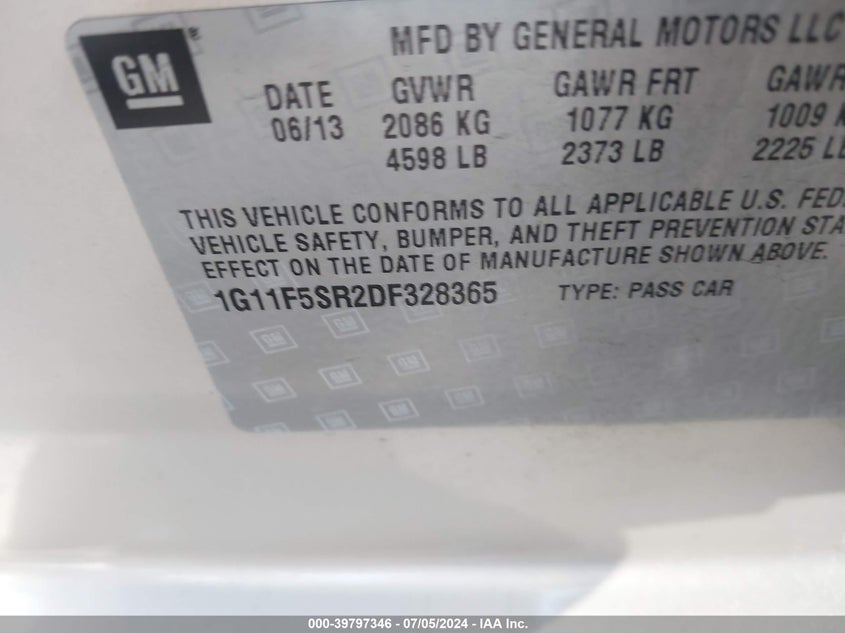 GM
MFD BY GENERAL MOTORS LLC
DATE GVWR GAWR FRT GAWR
06/13 2086 KG 1077 KG 1009 K
4598 LB 2373 LB 2225 LB
THIS VEHICLE CONFORMS TO ALL APPLICABLE U.S. FEDE
VEHICLE SAFETY, BUMPER, AND THEFT PREVENTION STA
EFFECT ON THE DATE OF MANUFACTURE SHOWN ABOVE.
1G11F5SR2DF328365 TYPE: PASS CAR
000-39797346 - 07/05/2024 - IAA Inc.